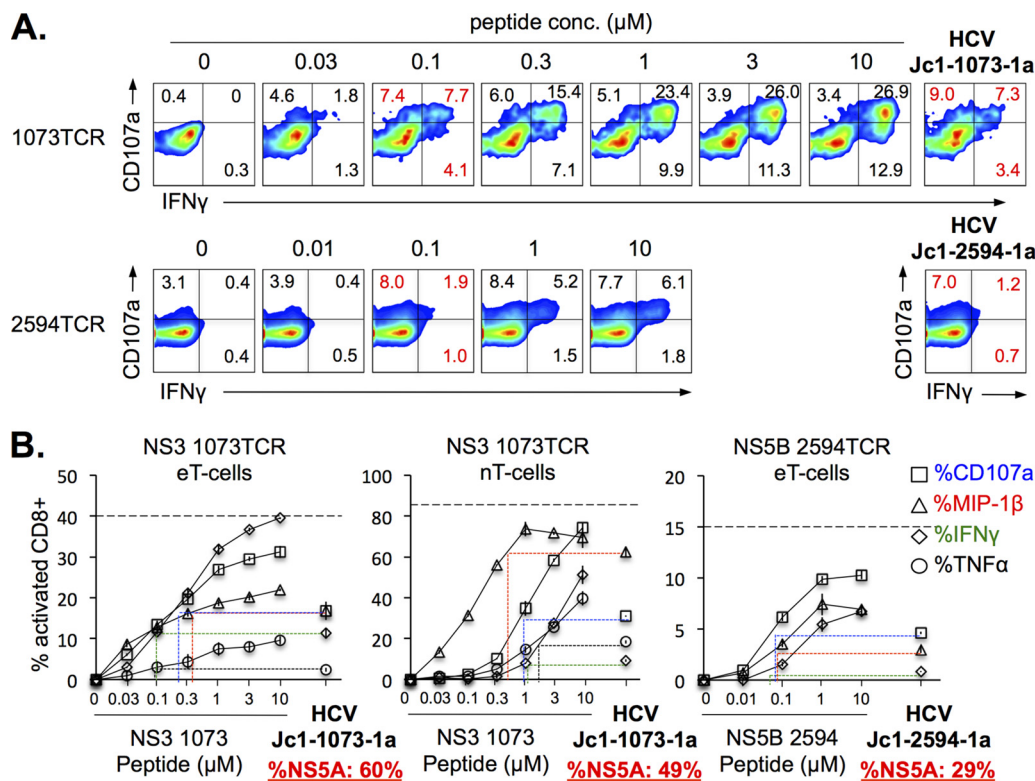 A.
peptide conc. (µM)
0 0.03 0.1 0.3 1 3 10
HCV
Jc1-1073-1a
1073TCR
CD107a
0.4 0
0.3
4.6 1.8
1.3
7.4 7.7
4.1
6.0 15.4
7.1
5.1 23.4
9.9
3.9 26.0
11.3
3.4 26.9
12.9
9.0 7.3
3.4
IFNγ
0 0.01 0.1 1 10
HCV
Jc1-2594-1a
2594TCR
CD107a
3.1 0.4
0.4
3.9 0.4
0.5
8.0 1.9
1.0
8.4 5.2
1.5
7.7 6.1
1.8
CD107a
7.0 1.2
0.7
IFNγ
IFNγ
B.
NS3 1073TCR
eT-cells
% activated CD8+
50
40
30
20
10
0
0 0.03 0.1 0.3 1 3 10
NS3 1073
Peptide (µM)
HCV
Jc1-1073-1a
%NS5A: 60%
NS3 1073TCR
nT-cells
100
80
60
40
20
0
0 0.03 0.1 0.3 1 3 10
NS3 1073
Peptide (µM)
HCV
Jc1-1073-1a
%NS5A: 49%
NS5B 2594TCR
eT-cells
20
15
10
5
0
0 0.01 0.1 1 10
NS5B 2594
Peptide (µM)
HCV
Jc1-2594-1a
%NS5A: 29%
%CD107a
%MIP-1β
%IFNγ
%TNFα